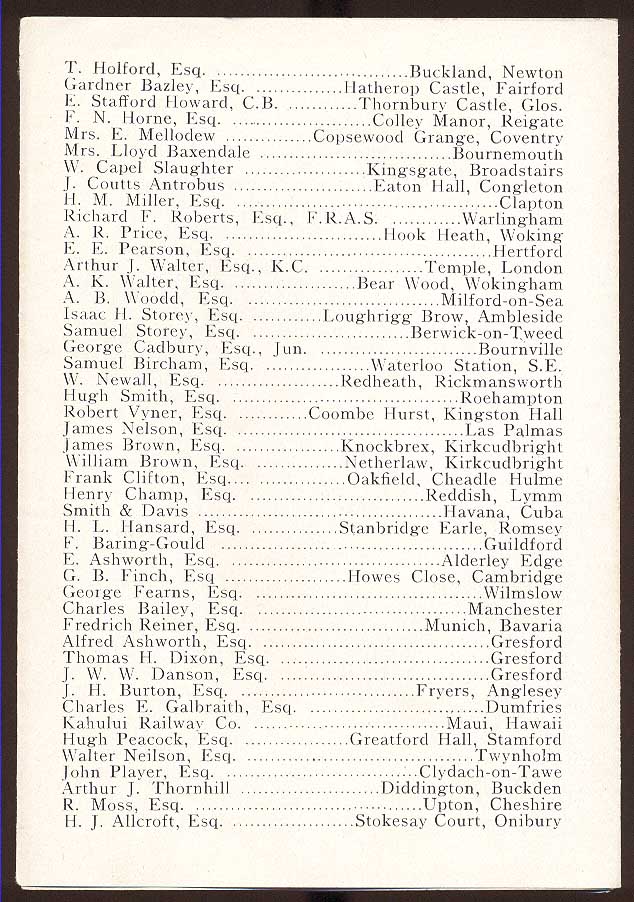 T. Holford, Esq. ................................Buckland, Newton
Gardner Bazley, Esq. ...............Hatherop Castle, Fairford
E. Stafford Howard, C.B. ............Thornbury Castle, Glos.
F. N. Horne, Esq. .........................Colley Manor, Reigate
Mrs. E. Mellodew ...............Copsewood Grange, Coventry
Mrs. Lloyd Baxendale .................................Bournemouth
W. Capel Slaughter .....................Kingsgate, Broadstairs
J. Coutts Antrobus ........................Eaton Hall, Congleton
H. M. Miller, Esq. .............................................Clapton
Richard F. Roberts, Esq., F.R.A.S. ............Warlingham
A. R. Price, Esq. .............................Hook Heath, Woking
E. E. Pearson, Esq. ...........................................Hertford
Arthur J. Walter, Esq., K.C. ..................Temple, London
A. K. Walter, Esq. .....................Bear Wood, Wokingham
A. B. Woodd, Esq. .................................Milford-on-Sea
Isaac H. Storey, Esq. ............Loughrigg Brow, Ambleside
Samuel Storey, Esq. ...........................Berwick-on-Tweed
George Cadbury, Esq., Jun. ...........................Bournville
Samuel Bircham, Esq. ..................Waterloo Station, S.E.
W. Newall, Esq. .....................Redheath, Rickmansworth
Hugh Smith, Esq. .........................................Roehampton
Robert Vyner, Esq. ............Coombe Hurst, Kingston Hall
James Nelson, Esq. ........................................Las Palmas
James Brown, Esq. ..................Knockbrex, Kirkcudbright
William Brown, Esq. ...............Netherlaw, Kirkcudbright
Frank Clifton, Esq.... ...............Oakfield, Cheadle Hulme
Henry Champ, Esq. ..............................Reddish, Lymm
Smith & Davis ..........................................Havana, Cuba
H. L. Hansard, Esq. ...............Stanbridge Earle, Romsey
F. Baring-Gould .............................................Guildford
E. Ashworth, Esq. ......................................Alderley Edge
G. B. Finch, Esq .....................Howes Close, Cambridge
George Fearns, Esq. .......................................Wilmslow
Charles Bailey, Esq. ....................................Manchester
Fredrich Reiner, Esq. ..............................Munich, Bavaria
Alfred Ashworth, Esq. .......................................Gresford
Thomas H. Dixon, Esq. ....................................Gresford
J. W. W. Danson, Esq. ....................................Gresford
J. H. Burton, Esq. ..............................Fryers, Anglesey
Charles E. Galbraith, Esq. ................................Dumfries
Kahului Railway Co. ......................................Maui, Hawaii
Hugh Peacock, Esq. ..................Greatford Hall, Stamford
Walter Neilson, Esq. .......................................Twynholm
John Player, Esq. .................................Clydach-on-Tawe
Arthur J. Thornhill ........................Diddington, Buckden
R. Moss, Esq. .......................................Upton, Cheshire
H. J. Allcroft, Esq. .....................Stokesay Court, Onibury